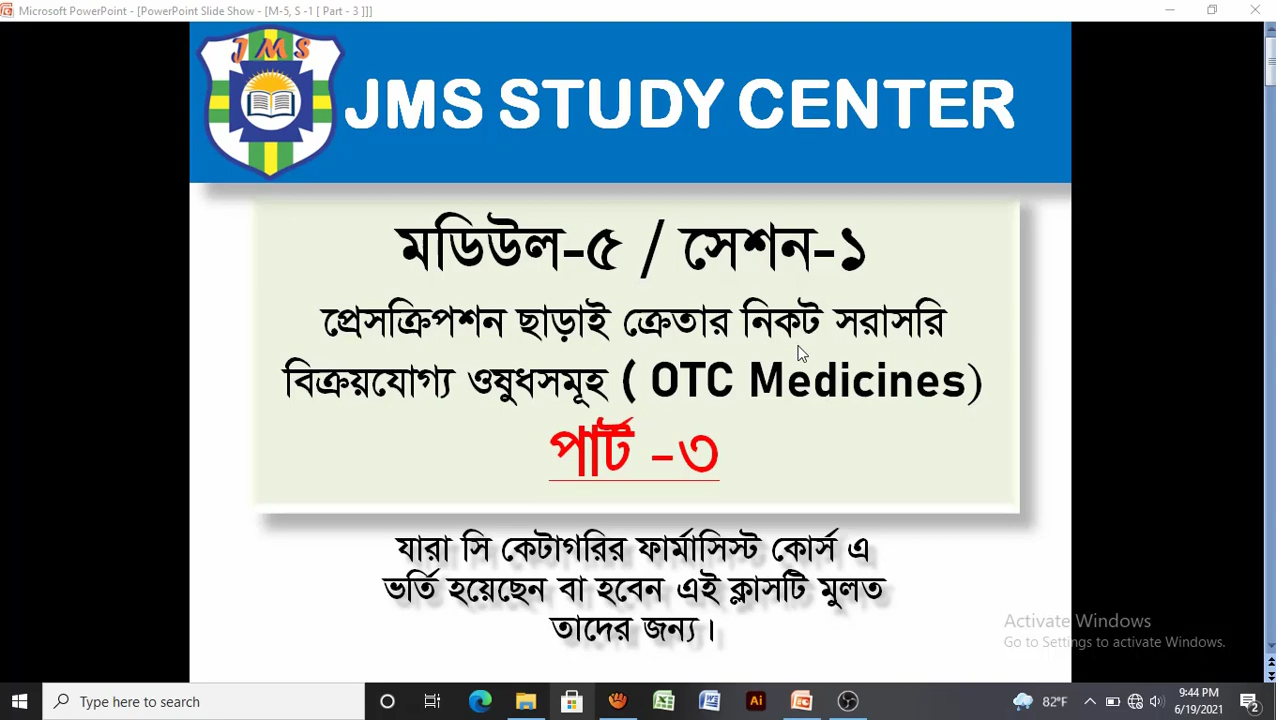 Microsoft PowerPoint - [PowerPoint Slide Show - [M-5, S -1 [ Part - 3 ]]]
JMS
JMS STUDY CENTER
মডিউল-৫ / সেশন-১
প্রেসক্রিপশন ছাড়াই ক্রেতার নিকট সরাসরি
বিক্রয়যোগ্য ওষুধসমূহ ( OTC Medicines)
পার্ট -৩
যারা সি কেটাগরির ফার্মাসিস্ট কোর্স এ
ভর্তি হয়েছেন বা হবেন এই ক্লাসটি মুলত
তাদের জন্য।
Activate Windows
Go to Settings to activate Windows.
Type here to search
Ai
82°F
9:44 PM
6/19/2021
2